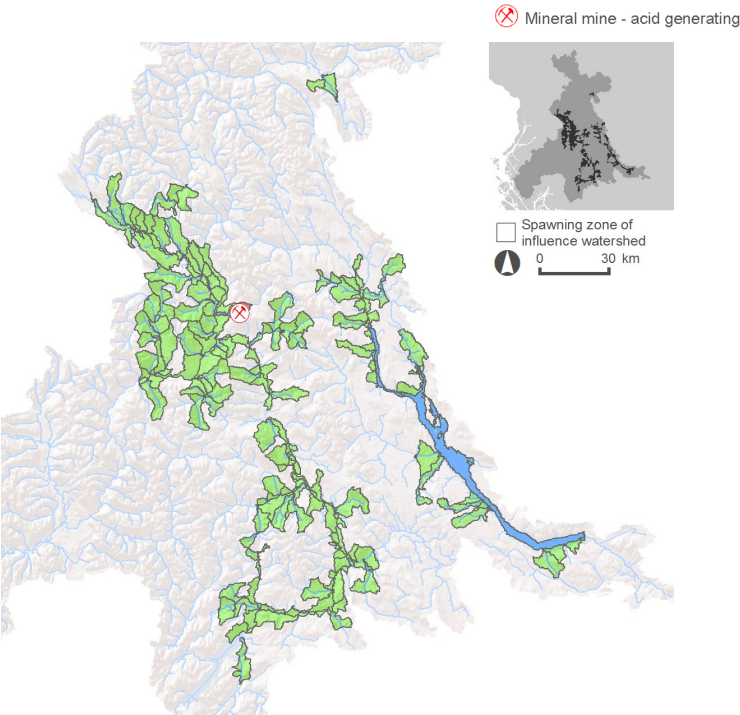 Mineral mine - acid generating
Spawning zone of
influence watershed
0 30 km